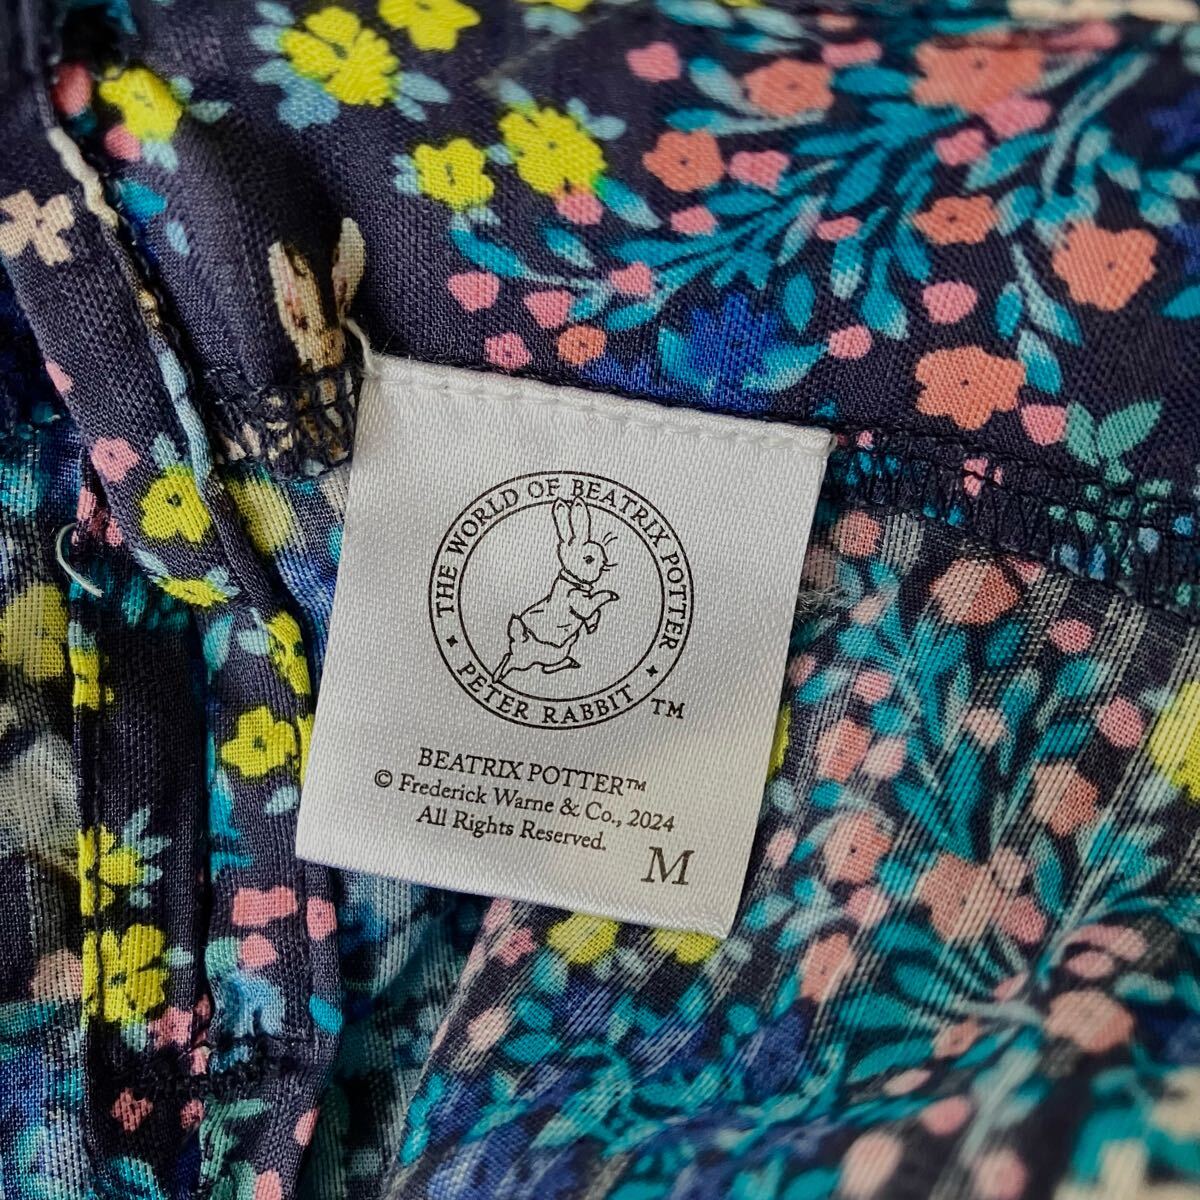 THE WORLD OF BEATRIX POTTER
PETER RABBIT ™
BEATRIX POTTER™
© Frederick Warne & Co., 2024
All Rights Reserved.
M